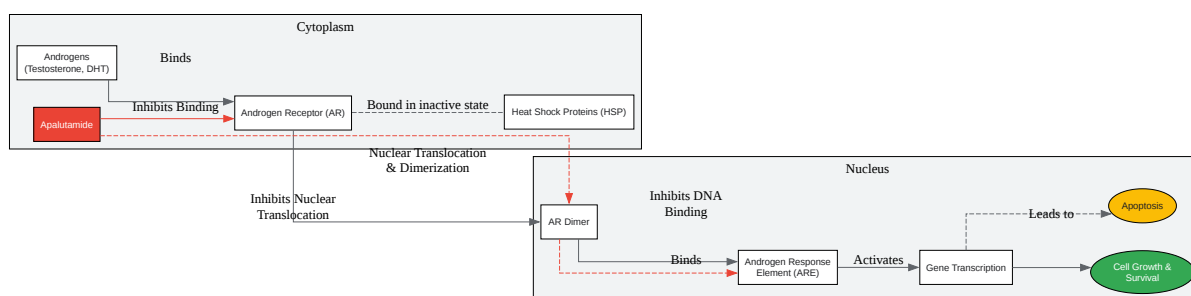 Cytoplasm
Androgens
(Testosterone, DHT)
Binds
Inhibits Binding
Apalutamide
Androgen Receptor (AR)
Bound in inactive state
Heat Shock Proteins (HSP)
Nuclear Translocation
& Dimerization
Nucleus
Inhibits Nuclear
Translocation
AR Dimer
Inhibits DNA
Binding
Binds
Androgen Response
Element (ARE)
Activates
Gene Transcription
Leads to
Apoptosis
Cell Growth &
Survival